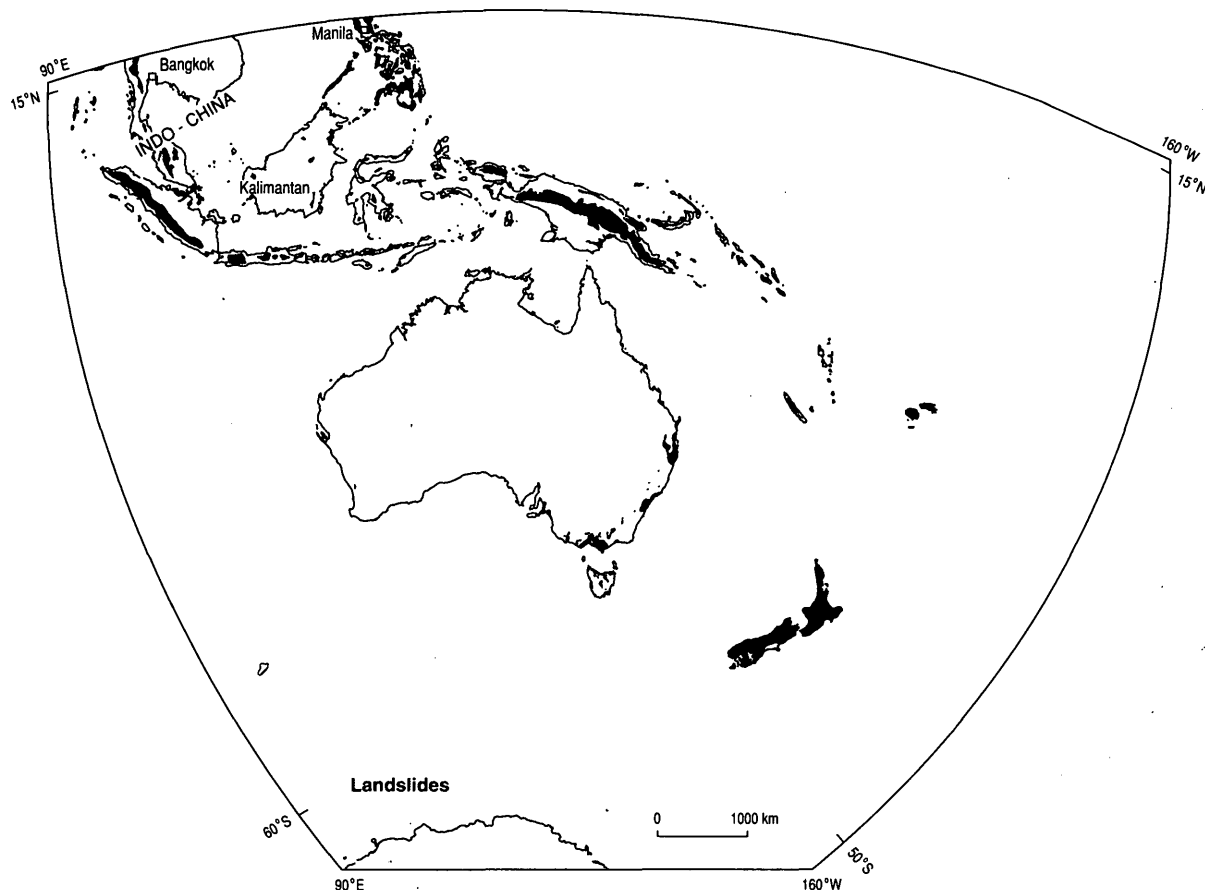 Manila
90°E
Bangkok
15°N
INDO - CHINA
160°W
15°N
Kalimantan
Landslides
0 1000 km
60°S
50°S
90°E
160°W